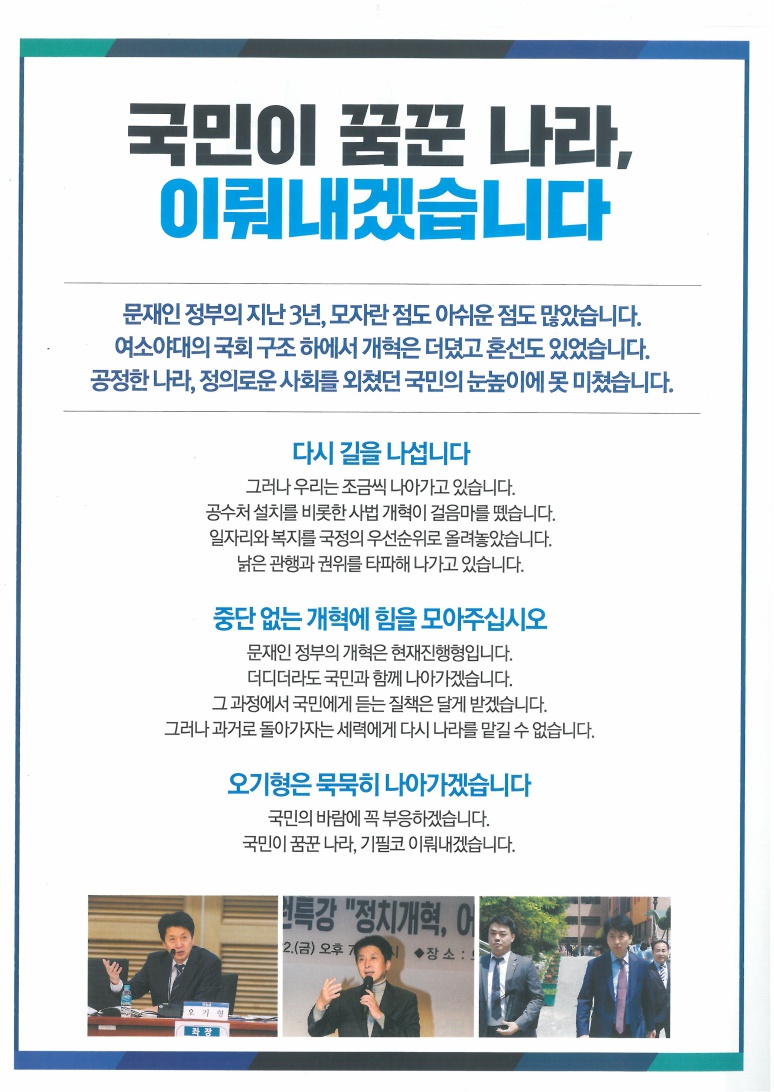 국민이 꿈꾼 나라,
이뤄내겠습니다
문재인 정부의 지난 3년, 모자란 점도 아쉬운 점도 많았습니다.
여소야대의 국회 구조 하에서 개혁은 더뎠고 혼선도 있었습니다.
공정한 나라, 정의로운 사회를 외쳤던 국민의 눈높이에 못 미쳤습니다.
다시 길을 나섭니다
그러나 우리는 조금씩 나아가고 있습니다.
공수처 설치를 비롯한 사법 개혁이 걸음마를 뗐습니다.
일자리와 복지를 국정의 우선순위로 올려놓았습니다.
낡은 관행과 권위를 타파해 나가고 있습니다.
중단 없는 개혁에 힘을 모아주십시오
문재인 정부의 개혁은 현재진행형입니다.
더디더라도 국민과 함께 나아가겠습니다.
그 과정에서 국민에게 듣는 질책은 달게 받겠습니다.
그러나 과거로 돌아가자는 세력에게 다시 나라를 맡길 수 없습니다.
오기형은 묵묵히 나아가겠습니다
국민의 바람에 꼭 부응하겠습니다.
국민이 꿈꾼 나라, 기필코 이뤄내겠습니다.
오기형
좌장
특강 "정치개혁, 어
2.(금) 오후 7 ◆장소 :